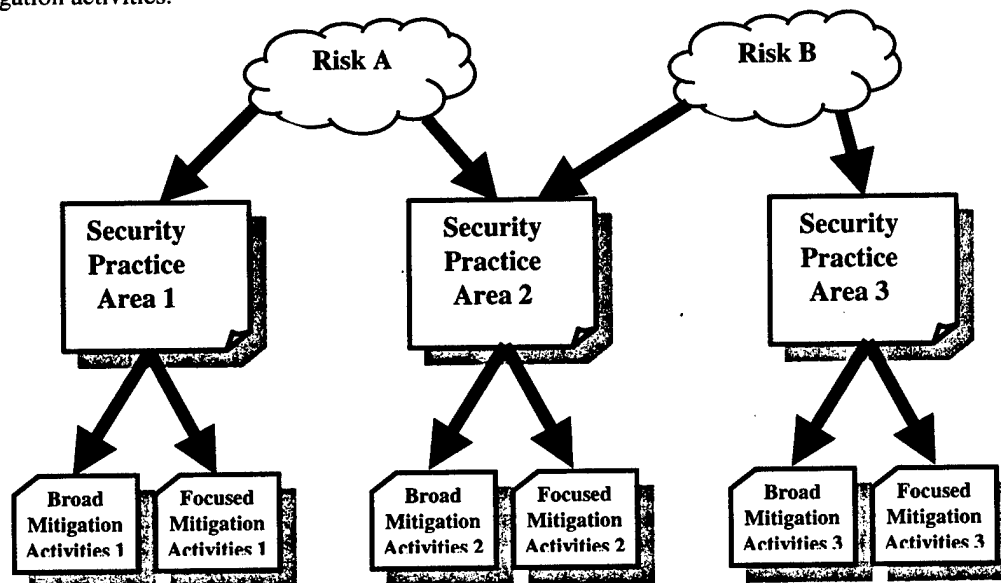 gation activities.
Risk A
Risk B
Security
Practice
Area 1
Security
Practice
Area 2
Security
Practice
Area 3
Broad
Mitigation
Activities 1
Focused
Mitigation
Activities 1
Broad
Mitigation
Activities 2
Focused
Mitigation
Activities 2
Broad
Mitigation
Activities 3
Focused
Mitigation
Activities 3